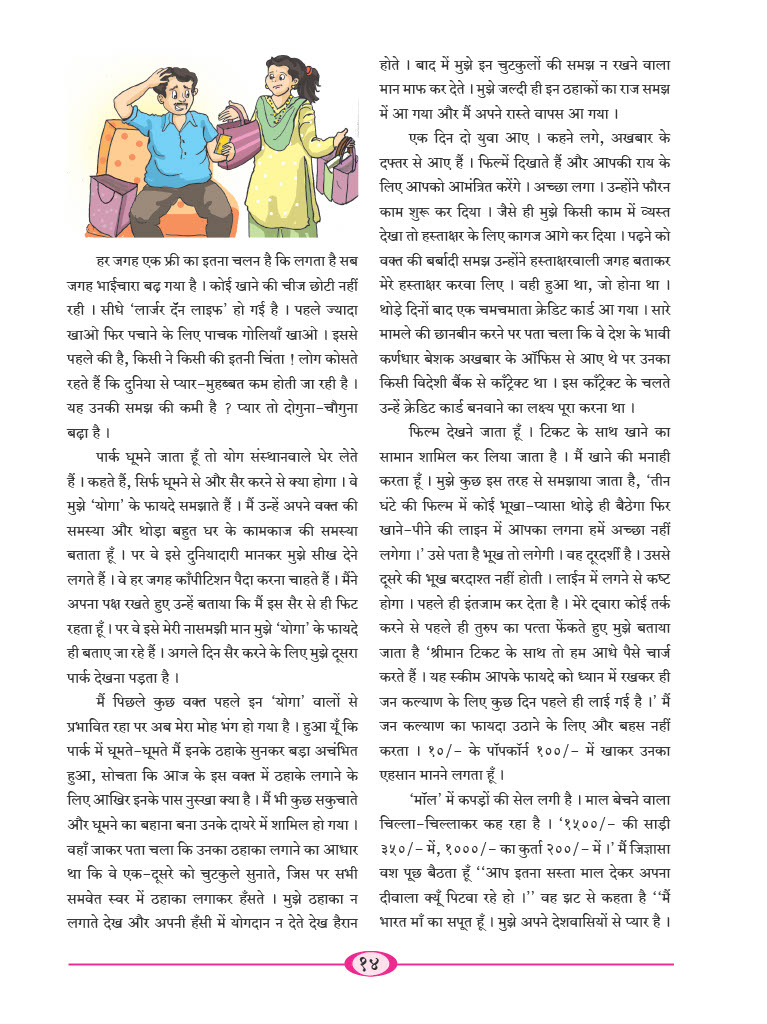 हर जगह एक फ्री का इतना चलन है कि लगता है सब
जगह भाईचारा बढ़ गया है । कोई खाने की चीज छोटी नहीं
रही । सीधे ‘लार्जर दॅन लाइफ’ हो गई है । पहले ज्यादा
खाओ फिर पचाने के लिए पाचक गोलियाँ खाओ । इससे
पहले की है, किसी ने किसी की इतनी चिंता ! लोग कोसते
रहते हैं कि दुनिया से प्यार-मुहब्बत कम होती जा रही है ।
यह उनकी समझ की कमी है ? प्यार तो दोगुना-चौगुना
बढ़ा है ।
पार्क घूमने जाता हूँ तो योग संस्थानवाले घेर लेते
हैं । कहते हैं, सिर्फ घूमने से और सैर करने से क्या होगा । वे
मुझे ‘योगा’ के फायदे समझाते हैं । मैं उन्हें अपने वक्त की
समस्या और थोड़ा बहुत घर के कामकाज की समस्या
बताता हूँ । पर वे इसे दुनियादारी मानकर मुझे सीख देने
लगते हैं । वे हर जगह काँपीटिशन पैदा करना चाहते हैं । मैंने
अपना पक्ष रखते हुए उन्हें बताया कि मैं इस सैर से ही फिट
रहता हूँ । पर वे इसे मेरी नासमझी मान मुझे ‘योगा’ के फायदे
ही बताए जा रहे हैं । अगले दिन सैर करने के लिए मुझे दूसरा
पार्क देखना पड़ता है ।
मैं पिछले कुछ वक्त पहले इन ‘योगा’ वालों से
प्रभावित रहा पर अब मेरा मोह भंग हो गया है । हुआ यूँ कि
पार्क में घूमते-घूमते मैं इनके ठहाके सुनकर बड़ा अचंभित
हुआ, सोचता कि आज के इस वक्त में ठहाके लगाने के
लिए आखिर इनके पास नुस्खा क्या है । मैं भी कुछ सकुचाते
और घूमने का बहाना बना उनके दायरे में शामिल हो गया ।
वहाँ जाकर पता चला कि उनका ठहाका लगाने का आधार
था कि वे एक-दूसरे को चुटकुले सुनाते, जिस पर सभी
समवेत स्वर में ठहाका लगाकर हँसते । मुझे ठहाका न
लगाते देख और अपनी हँसी में योगदान न देते देख हैरान
होते । बाद में मुझे इन चुटकुलों की समझ न रखने वाला
मान माफ कर देते । मुझे जल्दी ही इन ठहाकों का राज समझ
में आ गया और मैं अपने रास्ते वापस आ गया ।
एक दिन दो युवा आए । कहने लगे, अखबार के
दफ्तर से आए हैं । फिल्में दिखाते हैं और आपकी राय के
लिए आपको आमंत्रित करेंगे । अच्छा लगा । उन्होंने फौरन
काम शुरू कर दिया । जैसे ही मुझे किसी काम में व्यस्त
देखा तो हस्ताक्षर के लिए कागज आगे कर दिया । पढ़ने को
वक्त की बर्बादी समझ उन्होंने हस्ताक्षरवाली जगह बताकर
मेरे हस्ताक्षर करवा लिए । वही हुआ था, जो होना था ।
थोड़े दिनों बाद एक चमचमाता क्रेडिट कार्ड आ गया । सारे
मामले की छानबीन करने पर पता चला कि वे देश के भावी
कर्णधार बेशक अखबार के ऑफिस से आए थे पर उनका
किसी विदेशी बैंक से काँट्रेक्ट था । इस काँट्रेक्ट के चलते
उन्हें क्रेडिट कार्ड बनवाने का लक्ष्य पूरा करना था ।
फिल्म देखने जाता हूँ । टिकट के साथ खाने का
सामान शामिल कर लिया जाता है । मैं खाने की मनाही
करता हूँ । मुझे कुछ इस तरह से समझाया जाता है, ‘तीन
घंटे की फिल्म में कोई भूखा-प्यासा थोड़े ही बैठेगा फिर
खाने-पीने की लाइन में आपका लगना हमें अच्छा नहीं
लगेगा ।’ उसे पता है भूख तो लगेगी । वह दूरदर्शी है । उससे
दूसरे की भूख बरदाश्त नहीं होती । लाईन में लगने से कष्ट
होगा । पहले ही इंतजाम कर देता है । मेरे द्‌वारा कोई तर्क
करने से पहले ही तुरुप का पत्ता फेंकते हुए मुझे बताया
जाता है ‘श्रीमान टिकट के साथ तो हम आधे पैसे चार्ज
करते हैं । यह स्कीम आपके फायदे को ध्यान में रखकर ही
जन कल्याण के लिए कुछ दिन पहले ही लाई गई है ।’ मैं
जन कल्याण का फायदा उठाने के लिए और बहस नहीं
करता । १०/- के पॉपकॉर्न १००/- में खाकर उनका
एहसान मानने लगता हूँ ।
‘मॉल’ में कपड़ों की सेल लगी है । माल बेचने वाला
चिल्ला-चिल्लाकर कह रहा है । ‘१५००/- की साड़ी
३५०/- में, १०००/- का कुर्ता २००/- में ।’ मैं जिज्ञासा
वश पूछ बैठता हूँ ‘‘आप इतना सस्ता माल देकर अपना
दीवाला क्यूँ पिटवा रहे हो ।’’ वह झट से कहता है ‘‘मैं
भारत माँ का सपूत हूँ । मुझे अपने देशवासियों से प्यार है ।
१४